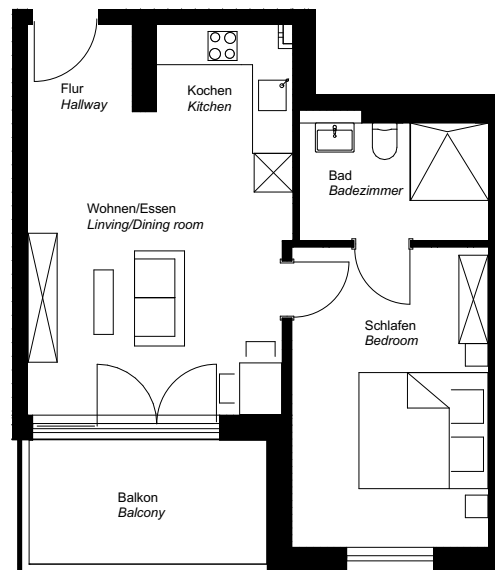 Flur
Hallway
Kochen
Kitchen
Bad
Badezimmer
Wohnen/Essen
Linving/Dining room
Schlafen
Bedroom
Balkon
Balcony